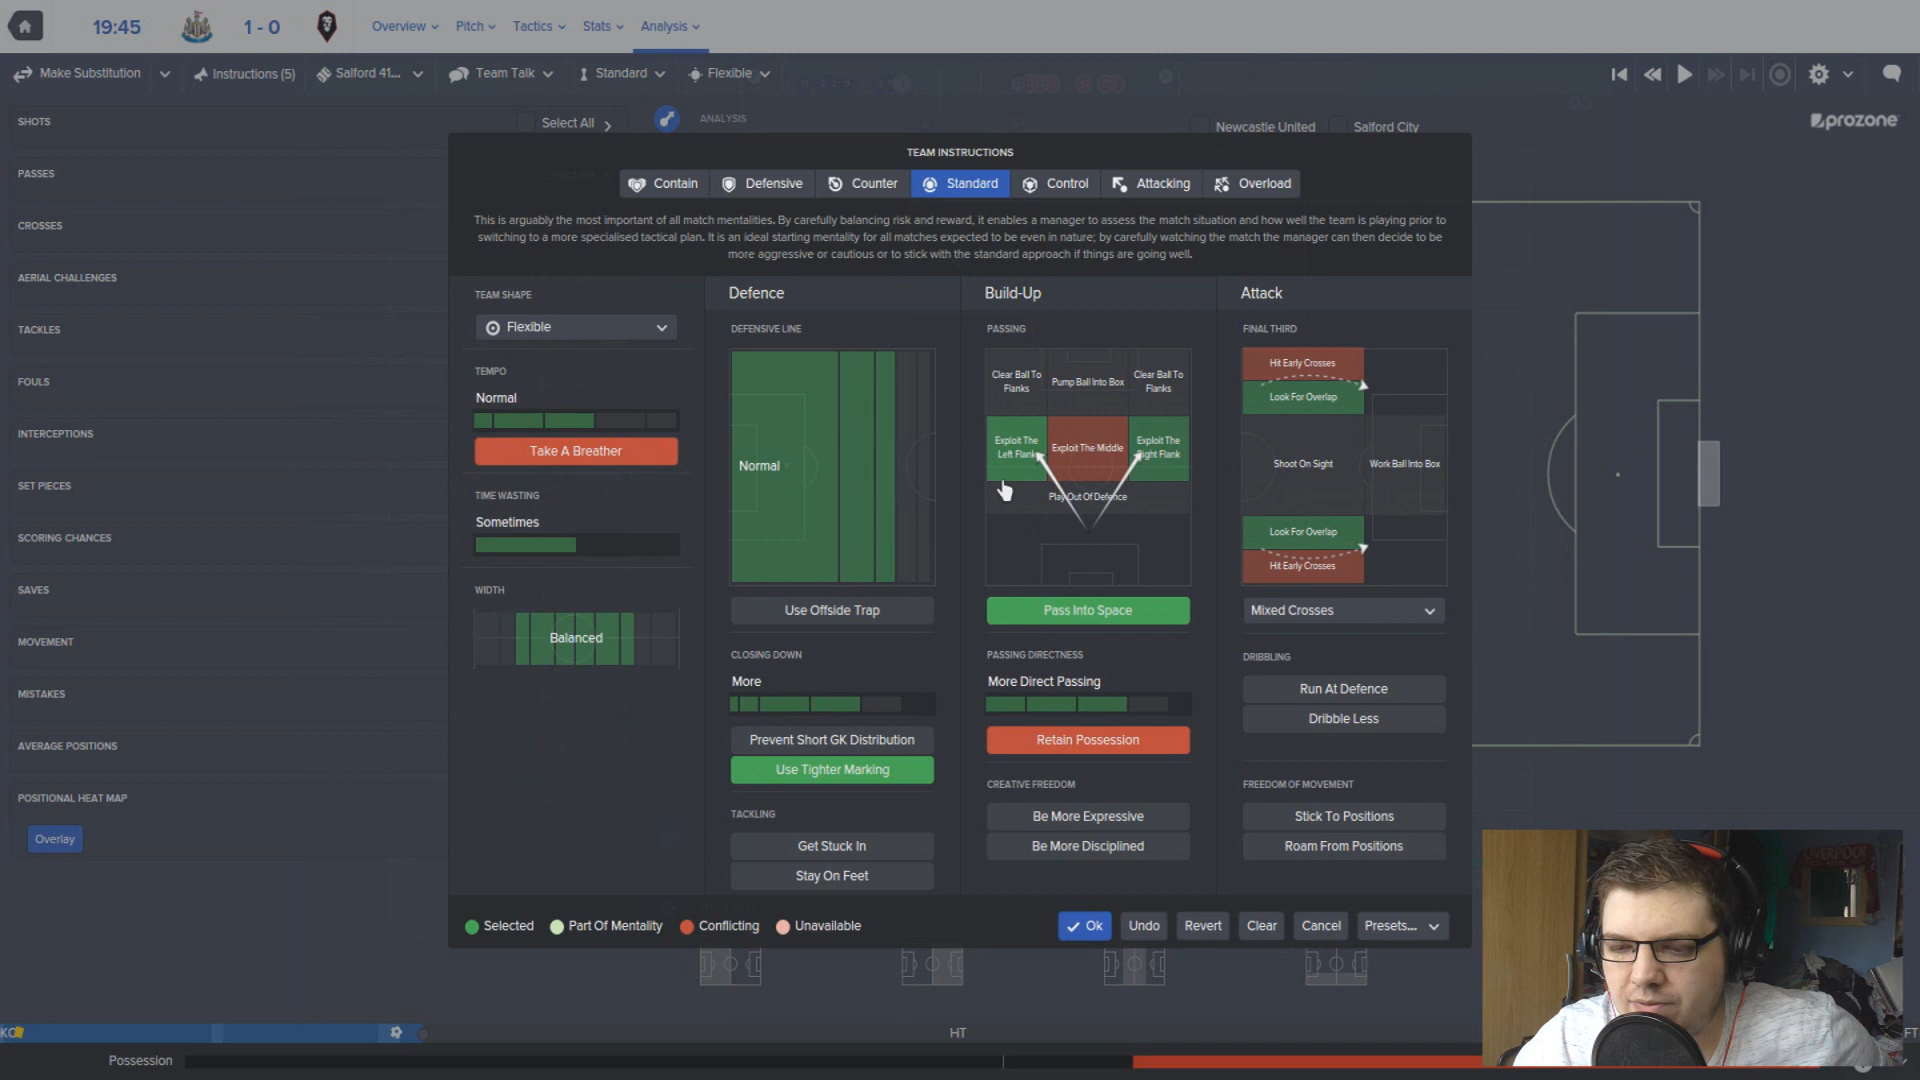 19:45
1 - 0
Overview
Pitch
Tactics
Stats
Analysis
Make Substitution
Instructions (5)
Salford 41...
Team Talk
Standard
Flexible
SHOTS
Select All
ANALYSIS
Newcastle United
Salford City
prozone
PASSES
CROSSES
AERIAL CHALLENGES
TACKLES
FOULS
INTERCEPTIONS
SET PIECES
SCORING CHANCES
SAVES
MOVEMENT
MISTAKES
AVERAGE POSITIONS
POSITIONAL HEAT MAP
Overlay
TEAM INSTRUCTIONS
Contain
Defensive
Counter
Standard
Control
Attacking
Overload
This is arguably the most important of all match mentalities. By carefully balancing risk and reward, it enables a manager to assess the match situation and how well the team is playing prior to
switching to a more specialised tactical plan. It is an ideal starting mentality for all matches expected to be even in nature; by carefully watching the match the manager can then decide to be
more aggressive or cautious or to stick with the standard approach if things are going well.
TEAM SHAPE
Flexible
TEMPO
Normal
Take A Breather
TIME WASTING
Sometimes
WIDTH
Balanced
Defence
DEFENSIVE LINE
Normal
Use Offside Trap
CLOSING DOWN
More
Prevent Short GK Distribution
Use Tighter Marking
TACKLING
Get Stuck In
Stay On Feet
Build-Up
PASSING
Clear Ball To
Flanks
Pump Ball Into Box
Clear Ball To
Flanks
Exploit The
Left Flank
Exploit The Middle
Exploit The
Right Flank
Play Out Of Defence
Pass Into Space
PASSING DIRECTNESS
More Direct Passing
Retain Possession
CREATIVE FREEDOM
Be More Expressive
Be More Disciplined
Attack
FINAL THIRD
Hit Early Crosses
Look For Overlap
Shoot On Sight
Work Ball Into Box
Look For Overlap
Hit Early Crosses
Mixed Crosses
DRIBBLING
Run At Defence
Dribble Less
FREEDOM OF MOVEMENT
Stick To Positions
Roam From Positions
Selected
Part Of Mentality
Conflicting
Unavailable
Ok
Undo
Revert
Clear
Cancel
Presets...
LIVERPOOL
KO
HT
FT
Possession